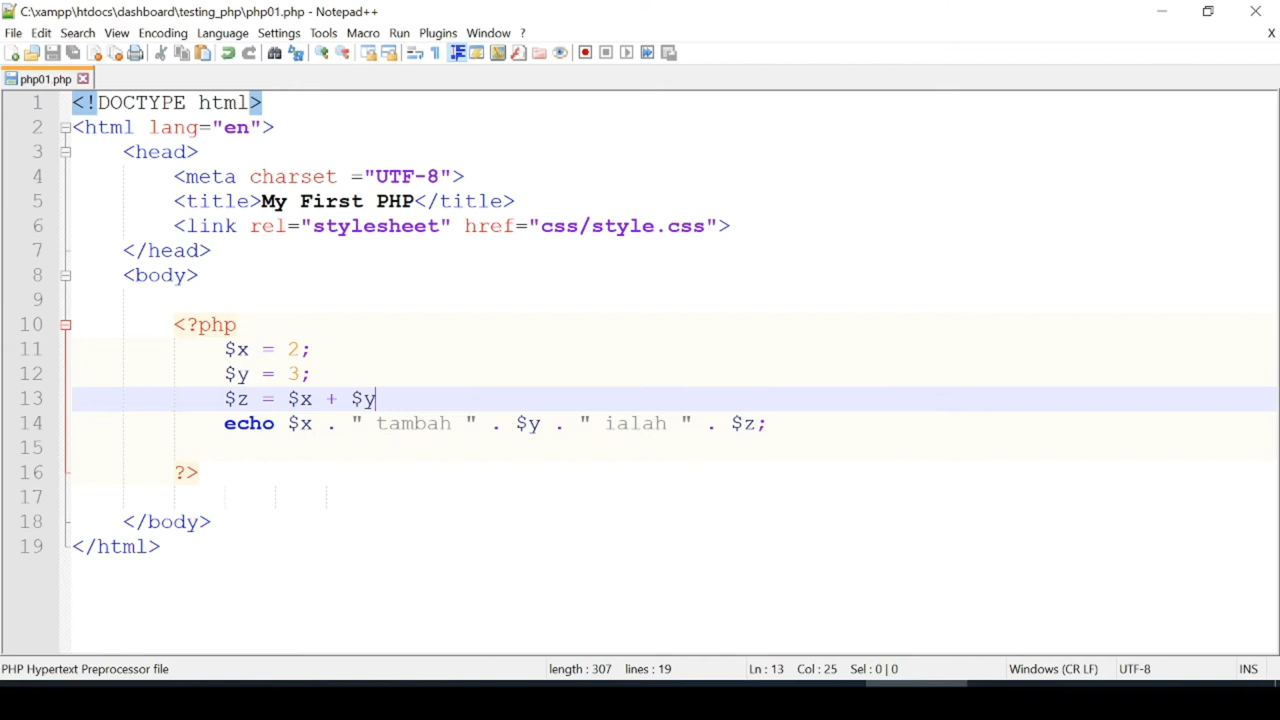 C:\xampp\htdocs\dashboard\testing_php\php01.php - Notepad++
File Edit Search View Encoding Language Settings Tools Macro Run Plugins Window ? X
php01.php
1 <!DOCTYPE html>
2 <html lang="en">
3 <head>
4 <meta charset ="UTF-8">
5 <title>My First PHP</title>
6 <link rel="stylesheet" href="css/style.css">
7 </head>
8 <body>
9
10 <?php
11 $x = 2;
12 $y = 3;
13 $z = $x + $y
14 echo $x . " tambah " . $y . " ialah " . $z;
15
16 ?>
17
18 </body>
19 </html>
PHP Hypertext Preprocessor file length : 307 lines : 19 Ln : 13 Col : 25 Sel : 0 | 0 Windows (CR LF) UTF-8 INS